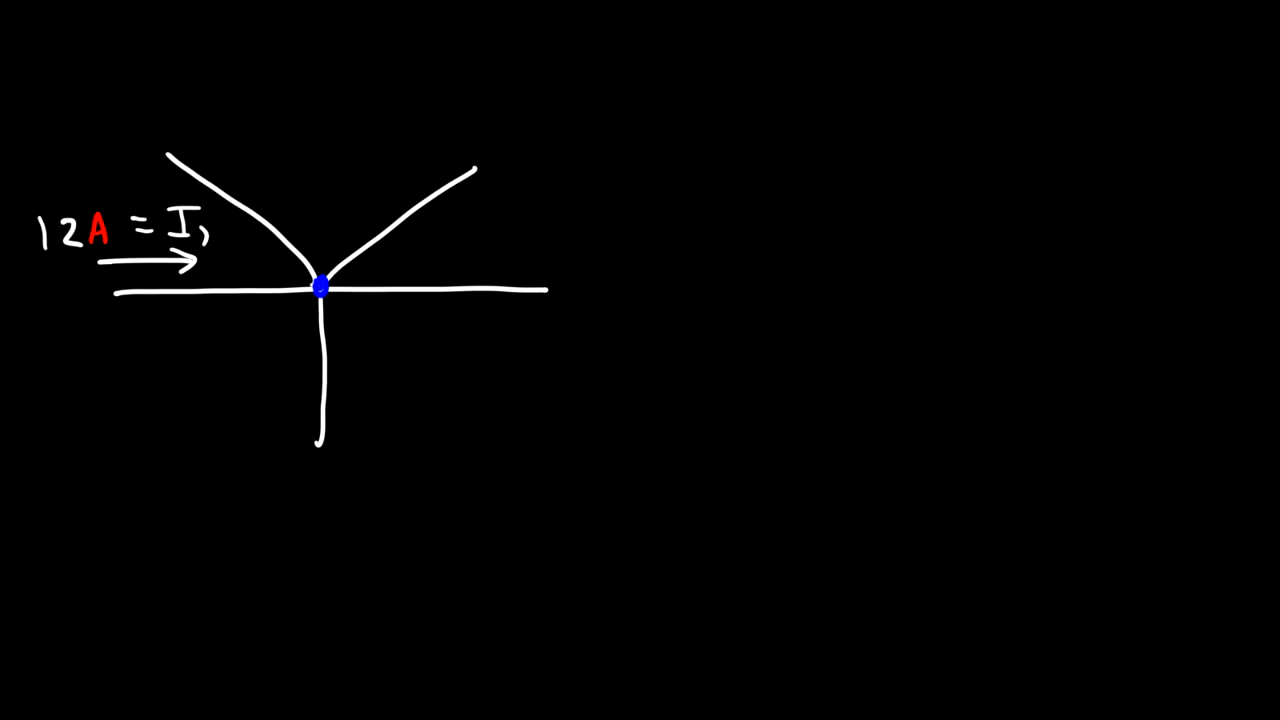 12A = I₁